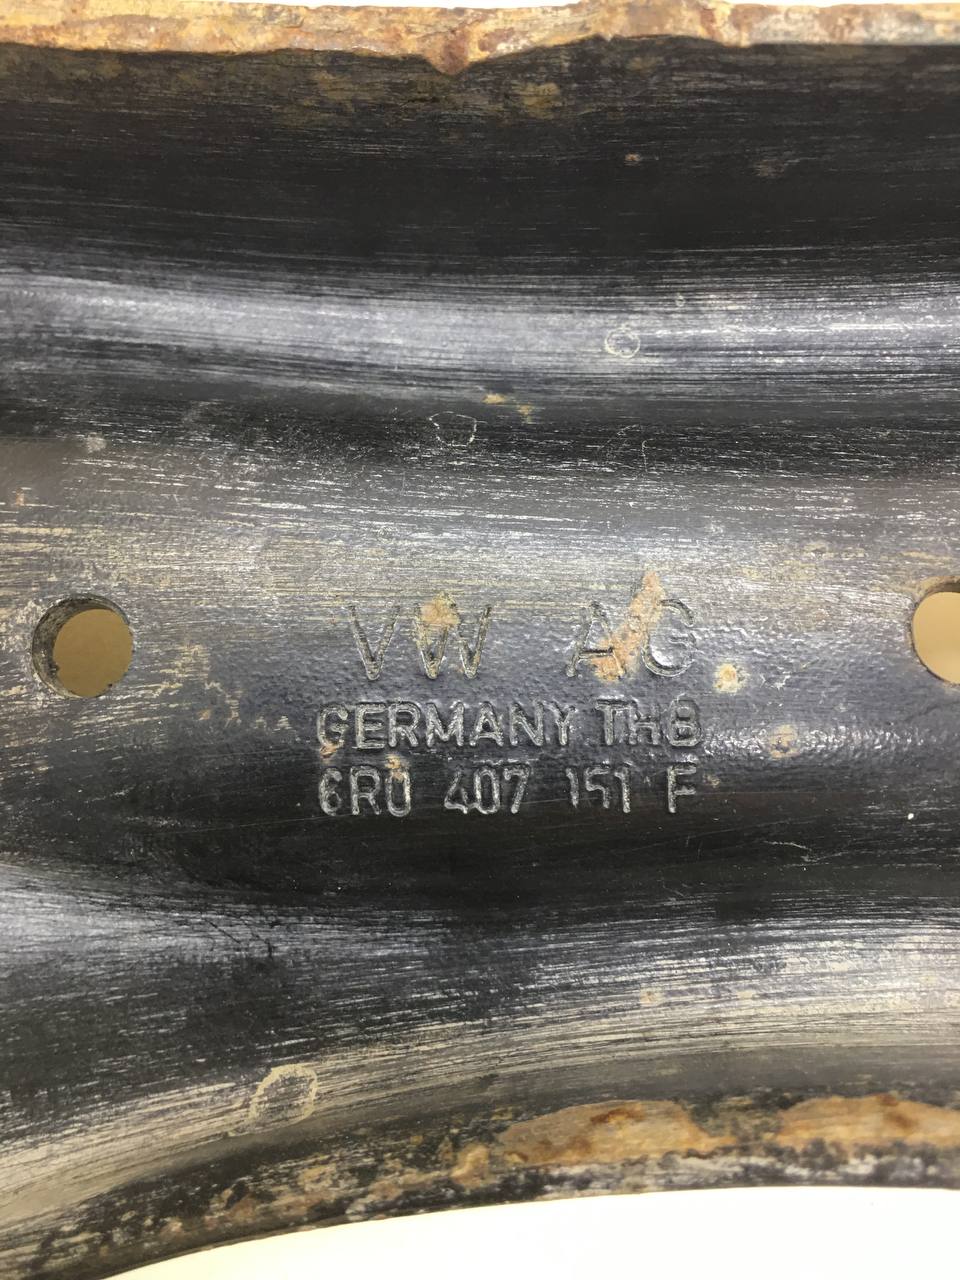 VW AG
GERMANY THB
6R0 407 151 F